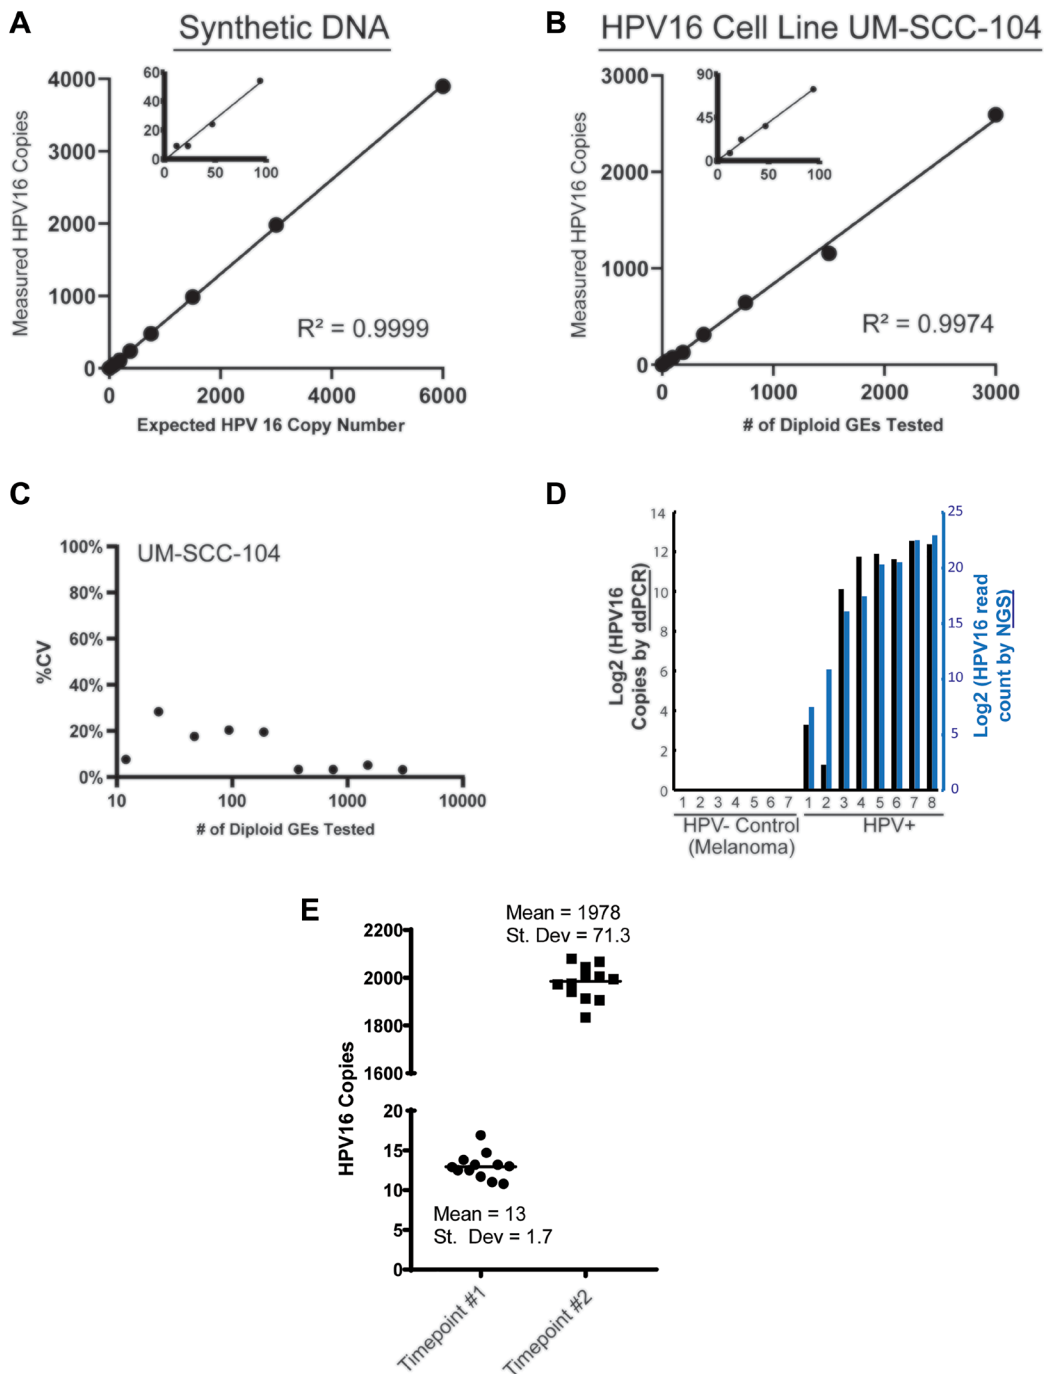 A
Synthetic DNA
Measured HPV16 Copies
4000
3000
2000
1000
0
60
40
20
0
0 50 100
R² = 0.9999
0 2000 4000 6000
Expected HPV 16 Copy Number
B
HPV16 Cell Line UM-SCC-104
Measured HPV16 Copies
3000
2000
1000
0
90
45
0
0 50 100
R² = 0.9974
0 1000 2000 3000
# of Diploid GEs Tested
C
UM-SCC-104
%CV
100%
80%
60%
40%
20%
0%
10 100 1000 10000
# of Diploid GEs Tested
D
Log2 (HPV16
Copies by ddPCR)
14
12
10
8
6
4
2
0
25
20
15
10
5
0
Log2 (HPV16 read
count by NGS)
1 2 3 4 5 6 7 1 2 3 4 5 6 7 8
HPV- Control
(Melanoma)
HPV+
E
HPV16 Copies
Mean = 1978
St. Dev = 71.3
2200
2000
1800
1600
20
15
10
5
0
Mean = 13
St. Dev = 1.7
Timepoint #1
Timepoint #2